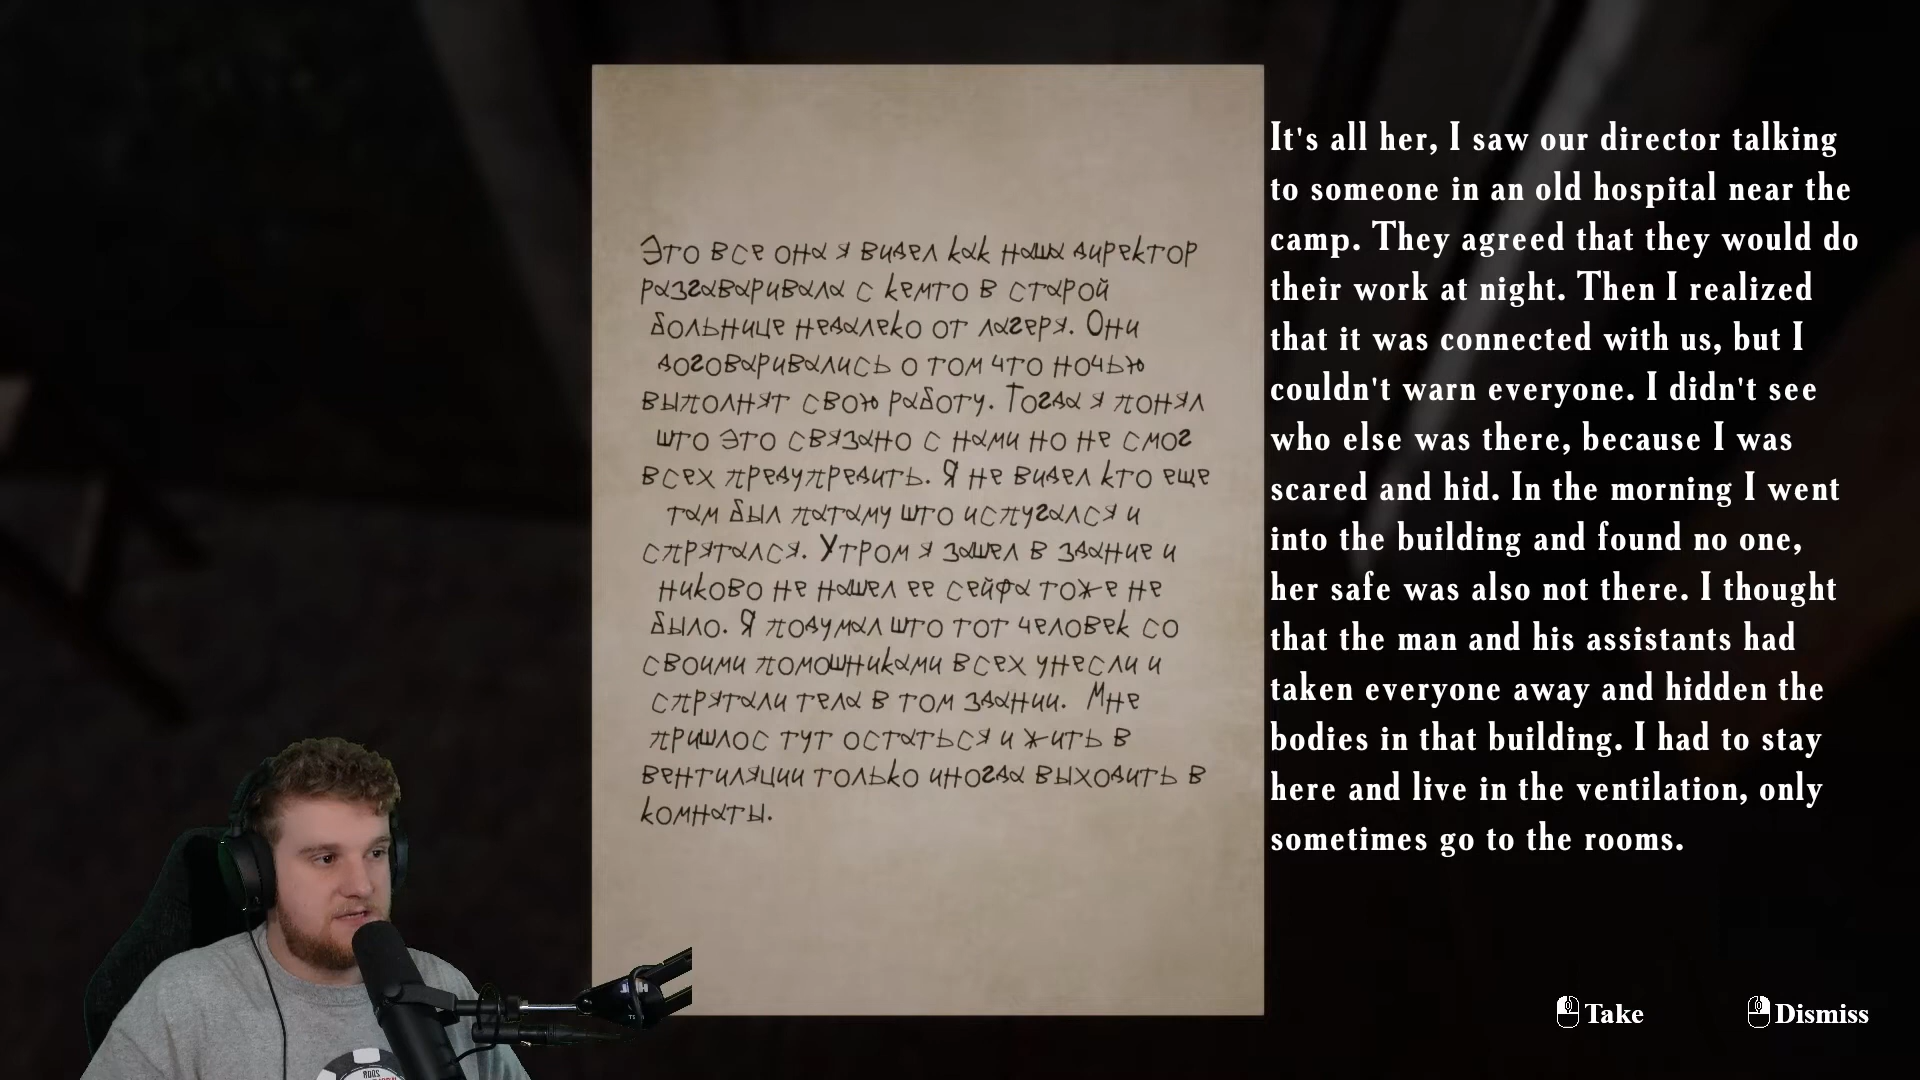 Это все она я видел как наша директор
разгаваривала с кемто в старой
больнице недалеко от лагеря. Они
договаривались о том что ночью
выполнят свою работу. Тогда я понял
што это связано с нами но не смог
всех предупредить. Я не видел кто еще
там был патаму што испугался и
спрятался. Утром я зашел в здание и
никово не нашел ее сейфа тоже не
было. Я подумал што тот человек со
своими помошниками всех унесли и
спрятали тела в том здании. Мне
пришлос тут остаться и жить в
вентиляции только иногда выходить в
комнаты.
It's all her, I saw our director talking
to someone in an old hospital near the
camp. They agreed that they would do
their work at night. Then I realized
that it was connected with us, but I
couldn't warn everyone. I didn't see
who else was there, because I was
scared and hid. In the morning I went
into the building and found no one,
her safe was also not there. I thought
that the man and his assistants had
taken everyone away and hidden the
bodies in that building. I had to stay
here and live in the ventilation, only
sometimes go to the rooms.
Take
Dismiss